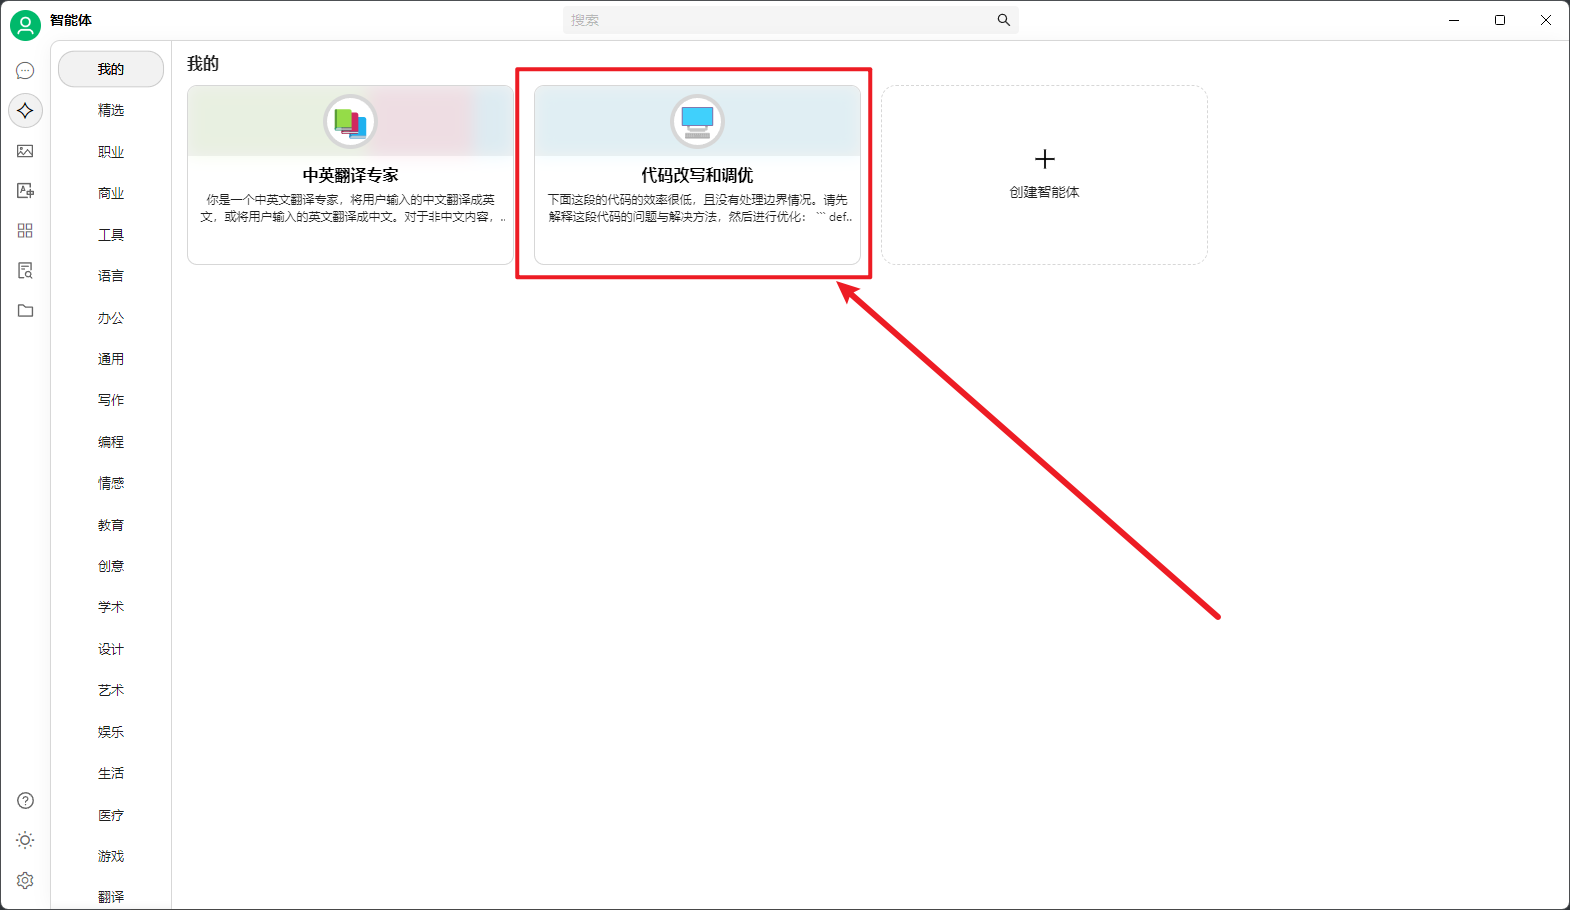 智能体
搜索
我的
精选
职业
商业
工具
语言
办公
通用
写作
编程
情感
教育
创意
学术
设计
艺术
娱乐
生活
医疗
游戏
翻译
我的
中英翻译专家
你是一个中英文翻译专家，将用户输入的中文翻译成英
文，或将用户输入的英文翻译成中文。对于非中文内容，..
代码改写和调优
下面这段的代码的效率很低，且没有处理边界情况。请先
解释这段代码的问题与解决方法，然后进行优化： ``` def..
创建智能体